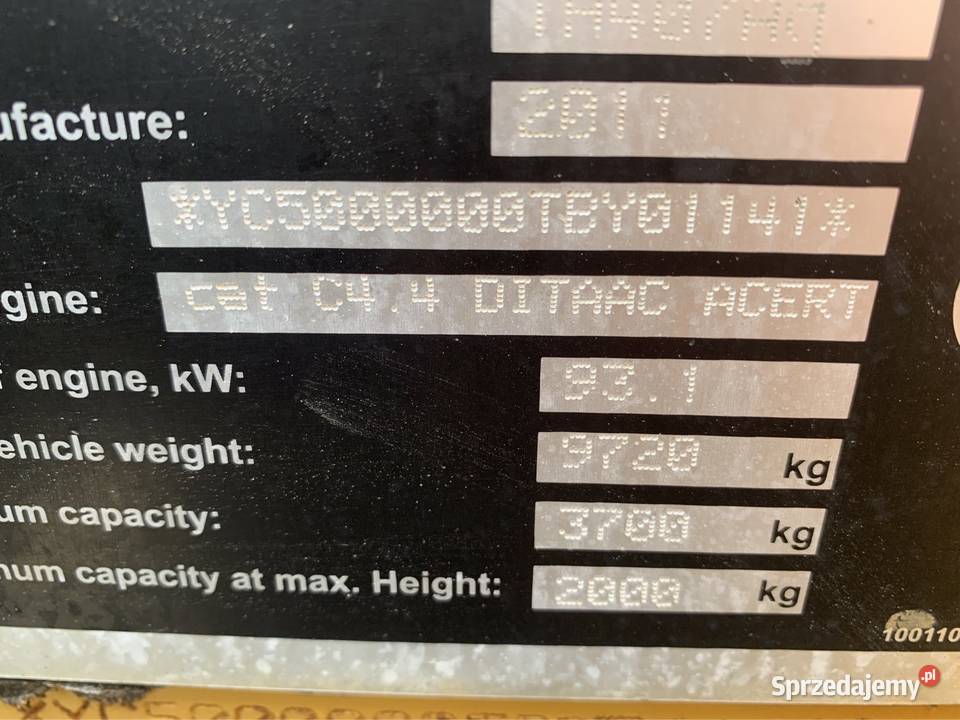 ufacture: 2011
*YC5000000TBY01141*
gine: cat C4.4 DITAAC ACERT
engine, kW: 93.1
ehicle weight: 9720 kg
um capacity: 3700 kg
num capacity at max. Height: 2000 kg
100110
Sprzedajemy.pl